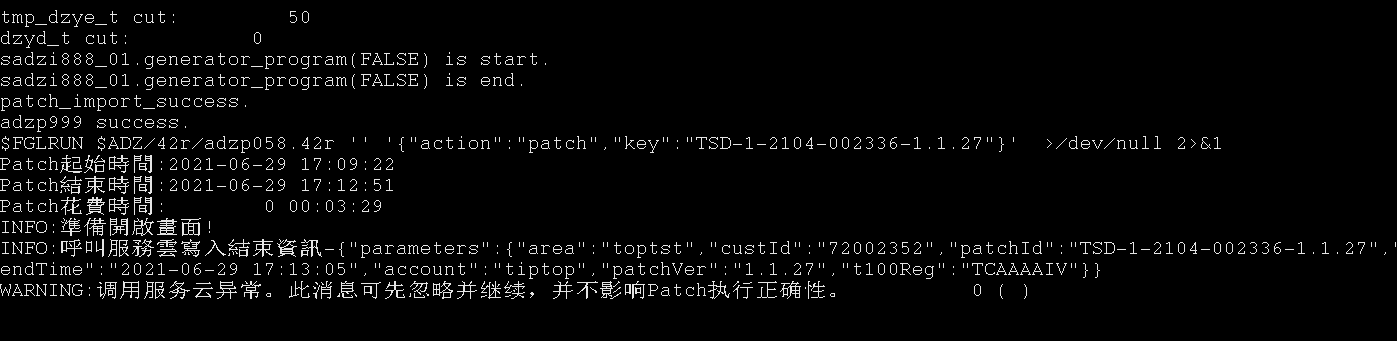 tmp_dzye_t cut:          50
dzyd_t cut:           0
sadzi888_01.generator_program(FALSE) is start.
sadzi888_01.generator_program(FALSE) is end.
patch_import_success.
adzp999 success.
$FGLRUN $ADZ/42r/adzp058.42r '' '{"action":"patch","key":"TSD-1-2104-002336-1.1.27"}'  >/dev/null 2>&1
Patch起始時間:2021-06-29 17:09:22
Patch結束時間:2021-06-29 17:12:51
Patch花費時間:         0 00:03:29
INFO:準備開啟畫面!
INFO:呼叫服務雲寫入結束資訊-{"parameters":{"area":"toptst","custId":"72002352","patchId":"TSD-1-2104-002336-1.1.27","
endTime":"2021-06-29 17:13:05","account":"tiptop","patchVer":"1.1.27","t100Reg":"TCAAAAIV"}}
WARNING:调用服务云异常。此消息可先忽略并继续，并不影响Patch执行正确性。           0 ( )